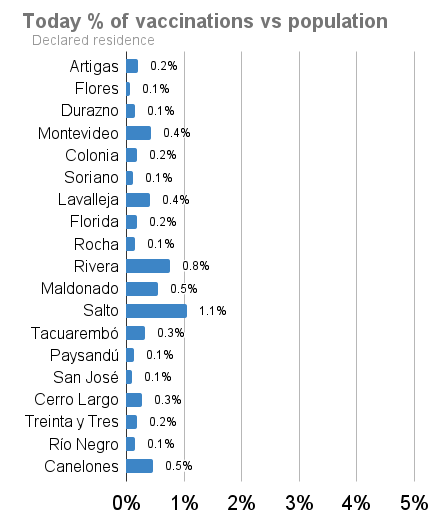 Today % of vaccinations vs population
Declared residence
Artigas 0.2%
Flores 0.1%
Durazno 0.1%
Montevideo 0.4%
Colonia 0.2%
Soriano 0.1%
Lavalleja 0.4%
Florida 0.2%
Rocha 0.1%
Rivera 0.8%
Maldonado 0.5%
Salto 1.1%
Tacuarembó 0.3%
Paysandú 0.1%
San José 0.1%
Cerro Largo 0.3%
Treinta y Tres 0.2%
Río Negro 0.1%
Canelones 0.5%
0% 1% 2% 3% 4% 5%